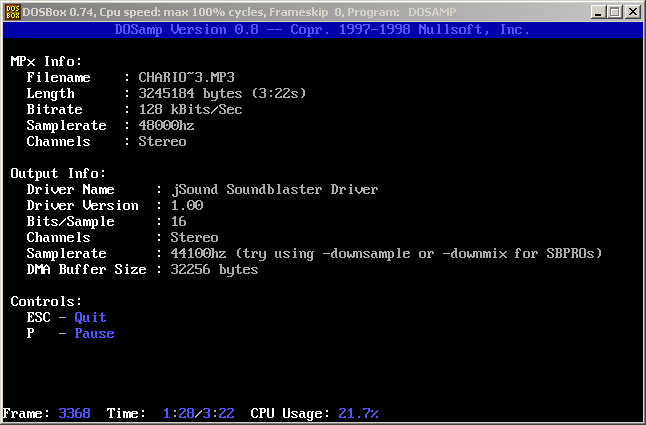 DOS BOX DOSBox 0.74, Cpu speed: max 100% cycles, Frameskip 0, Program: DOSAMP
DOSamp Version 0.8 -- Copr. 1997-1998 Nullsoft, Inc.
MPx Info:
Filename : CHARIO~3.MP3
Length : 3245184 bytes (3:22s)
Bitrate : 128 kBits/Sec
Samplerate : 48000hz
Channels : Stereo
Output Info:
Driver Name : jSound Soundblaster Driver
Driver Version : 1.00
Bits/Sample : 16
Channels : Stereo
Samplerate : 44100hz (try using -downsample or -downmix for SBPROs)
DMA Buffer Size : 32256 bytes
Controls:
ESC - Quit
P - Pause
Frame: 3368 Time: 1:28/3:22 CPU Usage: 21.7%